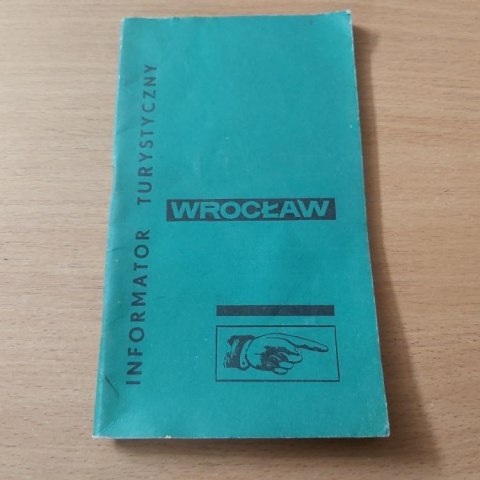 INFORMATOR TURYSTYCZNY
WROCŁAW